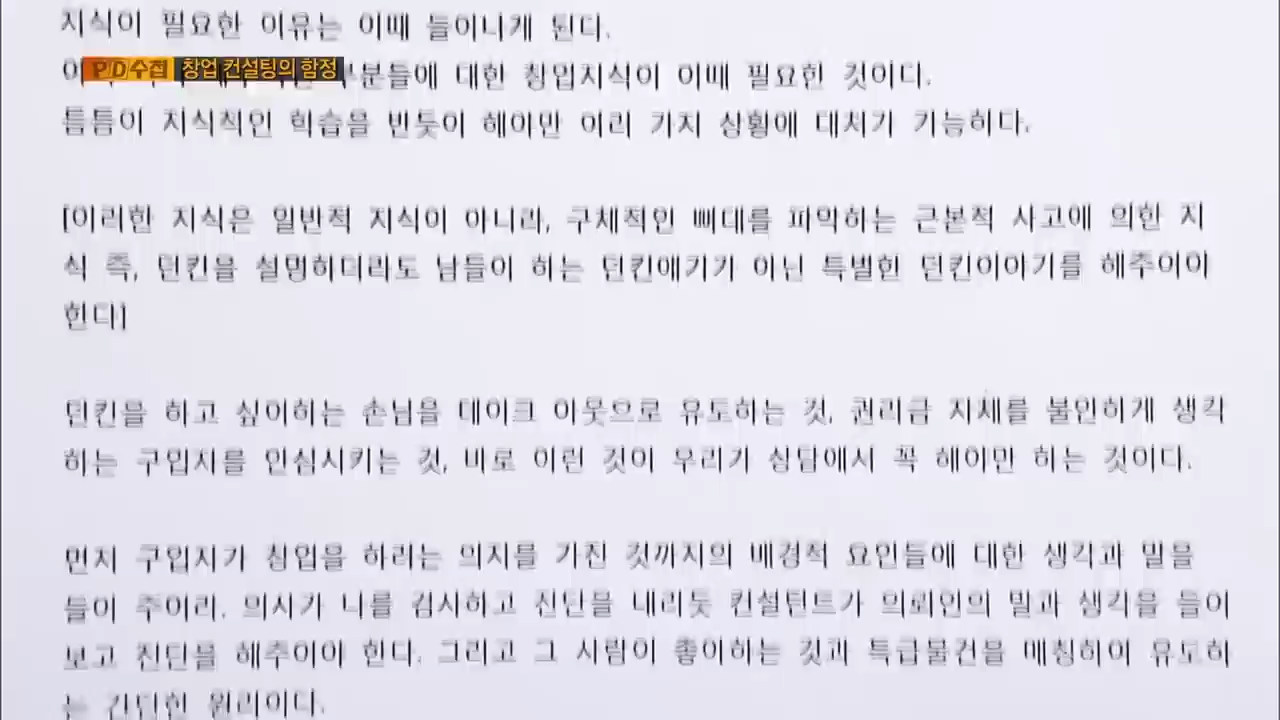 지식이 필요한 이유는 이때 들어나게 된다.
PD수첩 창업 컨설팅의 함정
부분들에 대한 창업지식이 이때 필요한 것이다.
틈틈이 지식적인 학습을 반듯이 해야만 여러 가지 상황에 대처가 가능하다.
[이러한 지식은 일반적 지식이 아니라, 구체적인 뼈대를 파악하는 근본적 사고에 의한 지
식 즉, 던킨을 설명하더라도 남들이 하는 던킨얘기가 아닌 특별한 던킨이야기를 해주어야
한다]
던킨을 하고 싶어하는 손님을 테이크 아웃으로 유도하는 것, 권리금 자체를 불안하게 생각
하는 구입자를 안심시키는 것, 바로 이런 것이 우리가 상담에서 꼭 해야만 하는 것이다.
먼저 구입자가 창업을 하려는 의지를 가진 것까지의 배경적 요인들에 대한 생각과 말을
들어 주어라. 의사가 나를 검사하고 진단을 내리듯 컨설턴트가 의뢰인의 말과 생각을 들어
보고 진단을 해주어야 한다. 그리고 그 사람이 좋아하는 것과 특급물건을 매칭하여 유도하
는 간단한 원리이다.